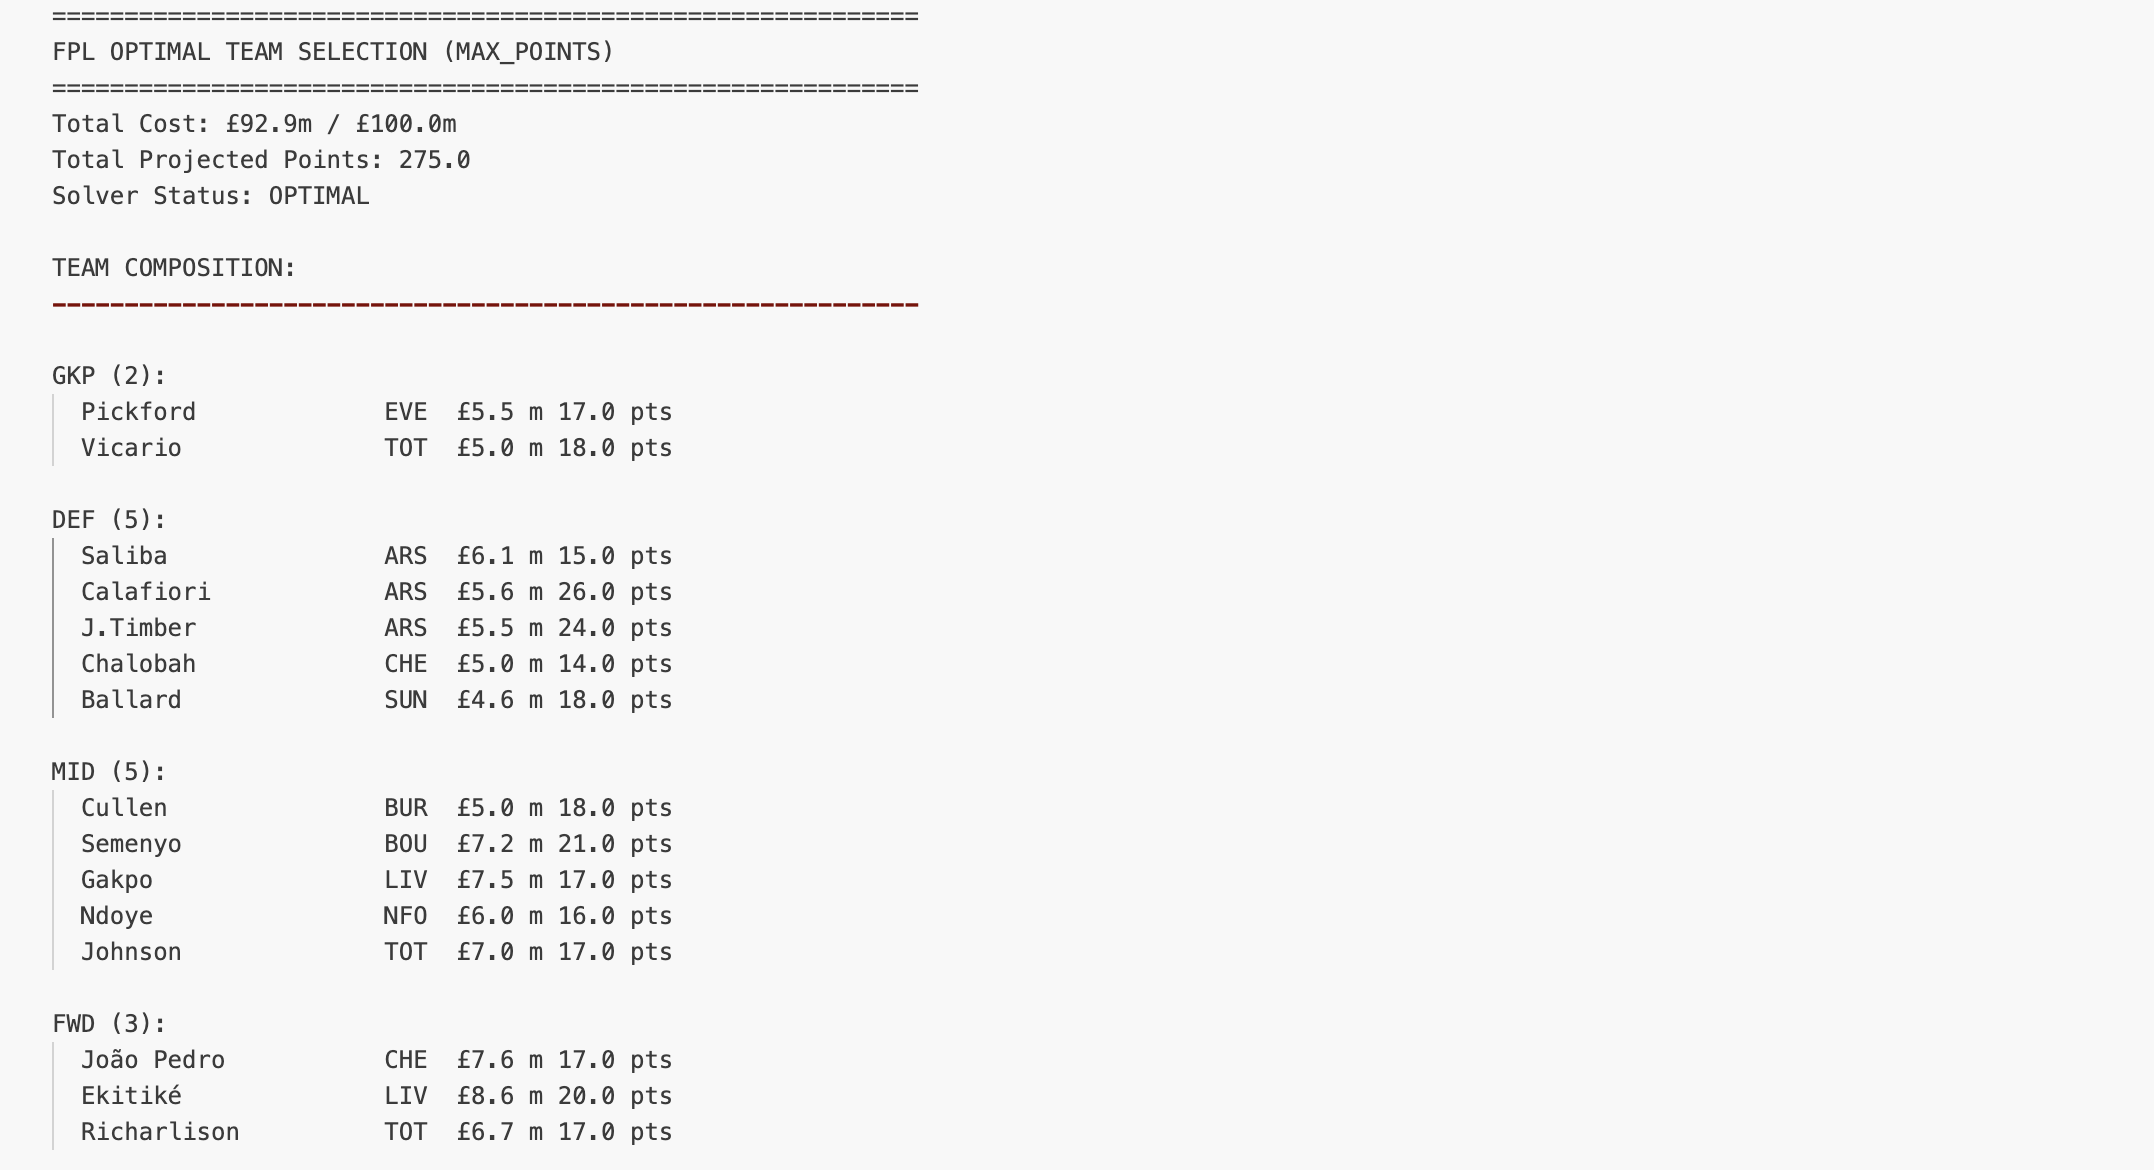 ============================================================
FPL OPTIMAL TEAM SELECTION (MAX_POINTS)
============================================================
Total Cost: £92.9m / £100.0m
Total Projected Points: 275.0
Solver Status: OPTIMAL
TEAM COMPOSITION:
------------------------------------------------------------
GKP (2):
Pickford EVE £5.5 m 17.0 pts
Vicario TOT £5.0 m 18.0 pts
DEF (5):
Saliba ARS £6.1 m 15.0 pts
Calafiori ARS £5.6 m 26.0 pts
J.Timber ARS £5.5 m 24.0 pts
Chalobah CHE £5.0 m 14.0 pts
Ballard SUN £4.6 m 18.0 pts
MID (5):
Cullen BUR £5.0 m 18.0 pts
Semenyo BOU £7.2 m 21.0 pts
Gakpo LIV £7.5 m 17.0 pts
Ndoye NFO £6.0 m 16.0 pts
Johnson TOT £7.0 m 17.0 pts
FWD (3):
João Pedro CHE £7.6 m 17.0 pts
Ekitiké LIV £8.6 m 20.0 pts
Richarlison TOT £6.7 m 17.0 pts